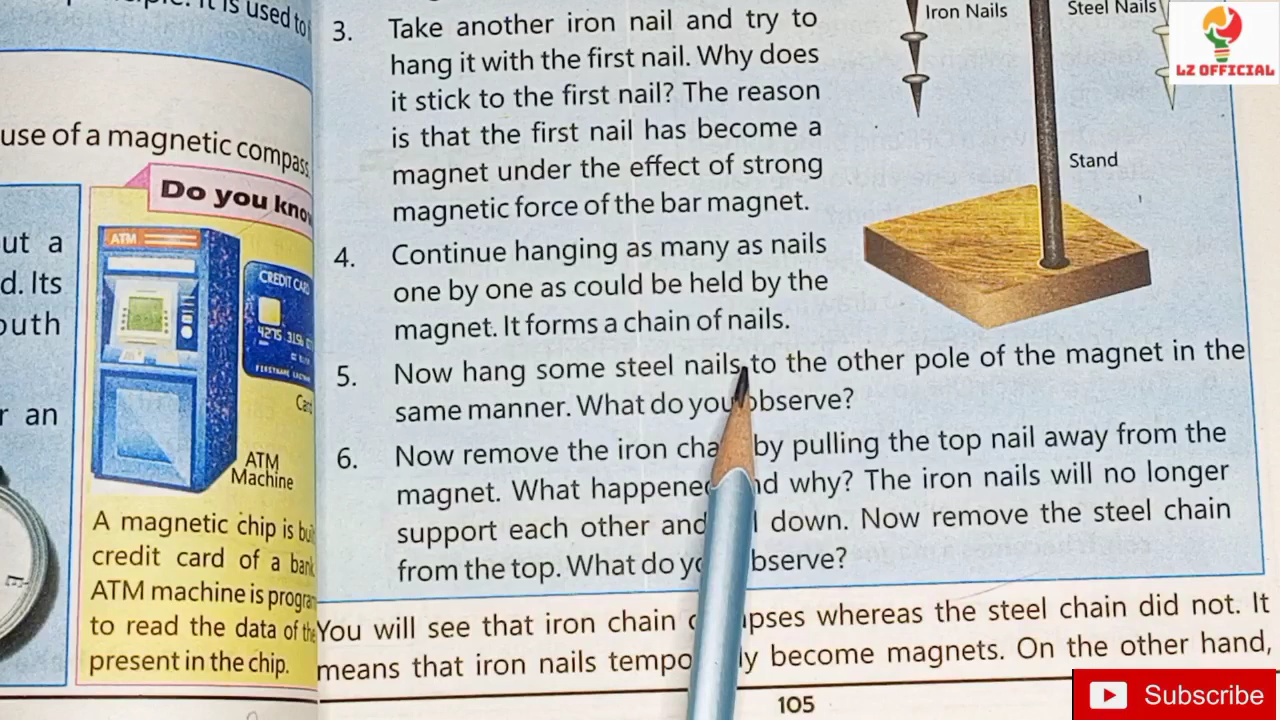 It is used to
use of a magnetic compass
Do you know
ut a
d. Its
outh
r an
ATM
CREDIT CARD
4275
ATM
Machine
A magnetic chip is
credit card of a bank
ATM machine is
to read the data of the
present in the chip.
3. Take another iron nail and try to
hang it with the first nail. Why does
it stick to the first nail? The reason
is that the first nail has become a
magnet under the effect of strong
magnetic force of the bar magnet.
4. Continue hanging as many as nails
one by one as could be held by the
magnet. It forms a chain of nails.
5. Now hang some steel nails to the other pole of the magnet in the
same manner. What do you observe?
6. Now remove the iron chain by pulling the top nail away from the
magnet. What happened and why? The iron nails will no longer
support each other and fall down. Now remove the steel chain
from the top. What do you observe?
Iron Nails
Steel Nails
Stand
You will see that iron chain collapses whereas the steel chain did not. It
means that iron nails temporarily become magnets. On the other hand,
105
LZ OFFICIAL
Subscribe